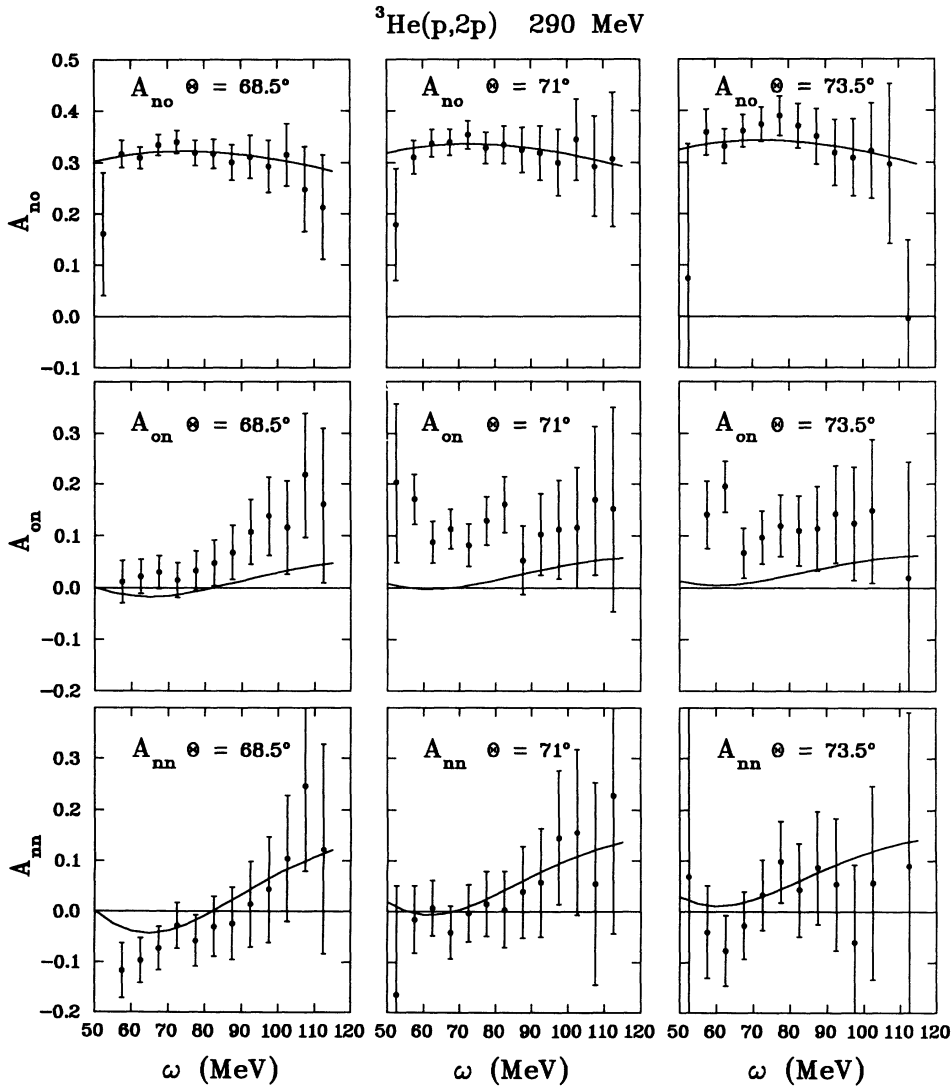 ³He(p,2p) 290 MeV
0.5
0.4
0.3
0.2
0.1
0.0
−0.1
A_no
A_no Θ = 68.5°
A_no Θ = 71°
A_no Θ = 73.5°
0.3
0.2
0.1
0.0
−0.1
−0.2
A_on
A_on Θ = 68.5°
A_on Θ = 71°
A_on Θ = 73.5°
0.3
0.2
0.1
0.0
−0.1
−0.2
A_nn
A_nn Θ = 68.5°
A_nn Θ = 71°
A_nn Θ = 73.5°
50 60 70 80 90 100 110 120
50 60 70 80 90 100 110 120
50 60 70 80 90 100 110 120
ω (MeV)
ω (MeV)
ω (MeV)